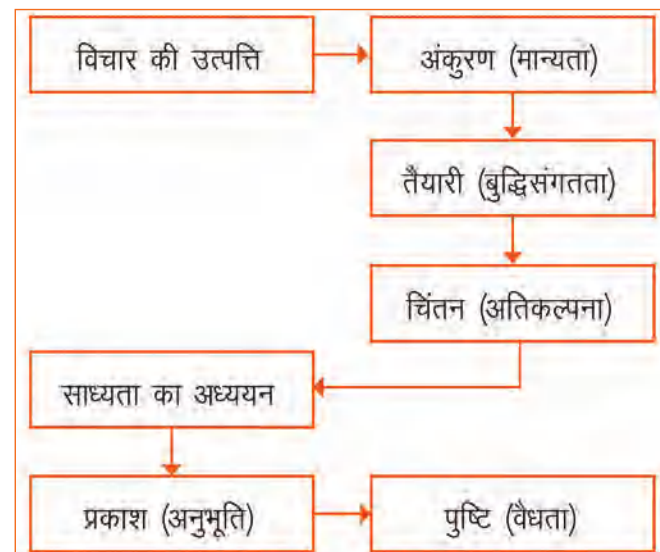 विचार की उत्पत्ति
अंकुरण (मान्यता)
तैयारी (बुद्धिसंगतता)
चिंतन (अतिकल्पना)
साध्यता का अध्ययन
प्रकाश (अनुभूति)
पुष्टि (वैधता)